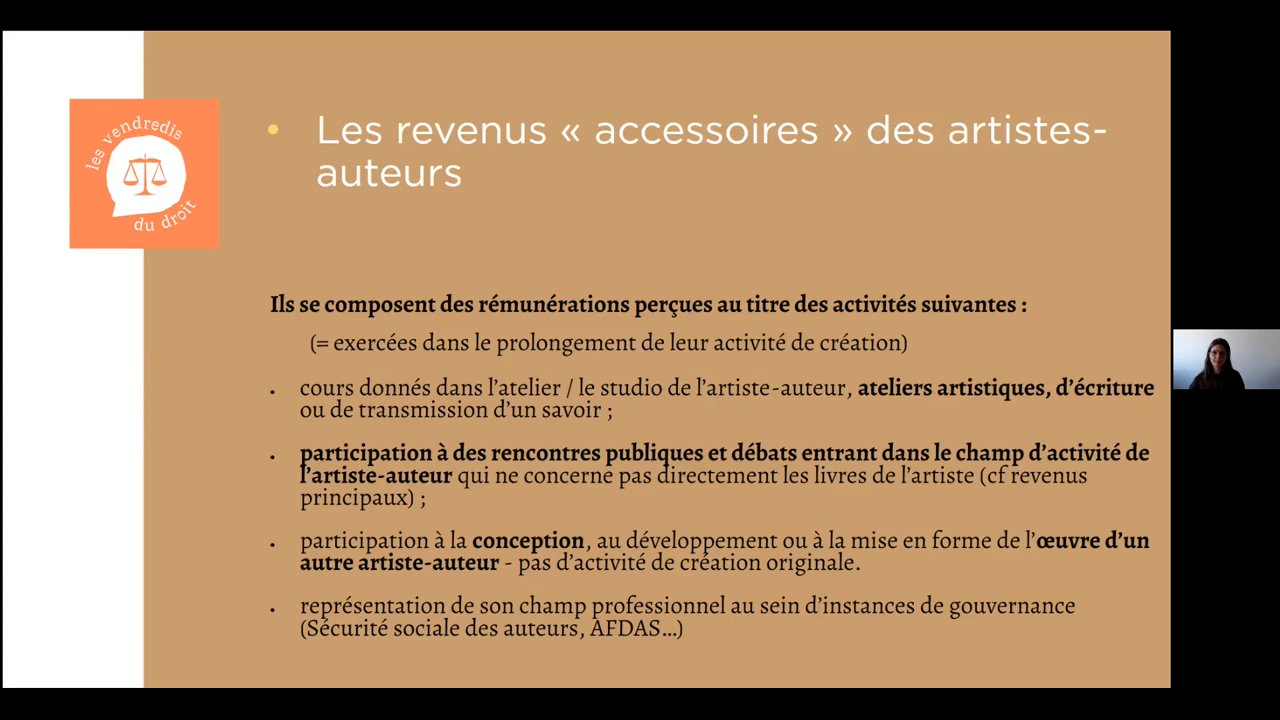 les vendredis
du droit
• Les revenus « accessoires » des artistes-
auteurs
Ils se composent des rémunérations perçues au titre des activités suivantes :
(= exercées dans le prolongement de leur activité de création)
• cours donnés dans l’atelier / le studio de l’artiste-auteur, ateliers artistiques, d’écriture
ou de transmission d’un savoir ;
• participation à des rencontres publiques et débats entrant dans le champ d’activité de
l’artiste-auteur qui ne concerne pas directement les livres de l’artiste (cf revenus
principaux) ;
• participation à la conception, au développement ou à la mise en forme de l’œuvre d’un
autre artiste-auteur - pas d’activité de création originale.
• représentation de son champ professionnel au sein d’instances de gouvernance
(Sécurité sociale des auteurs, AFDAS...)